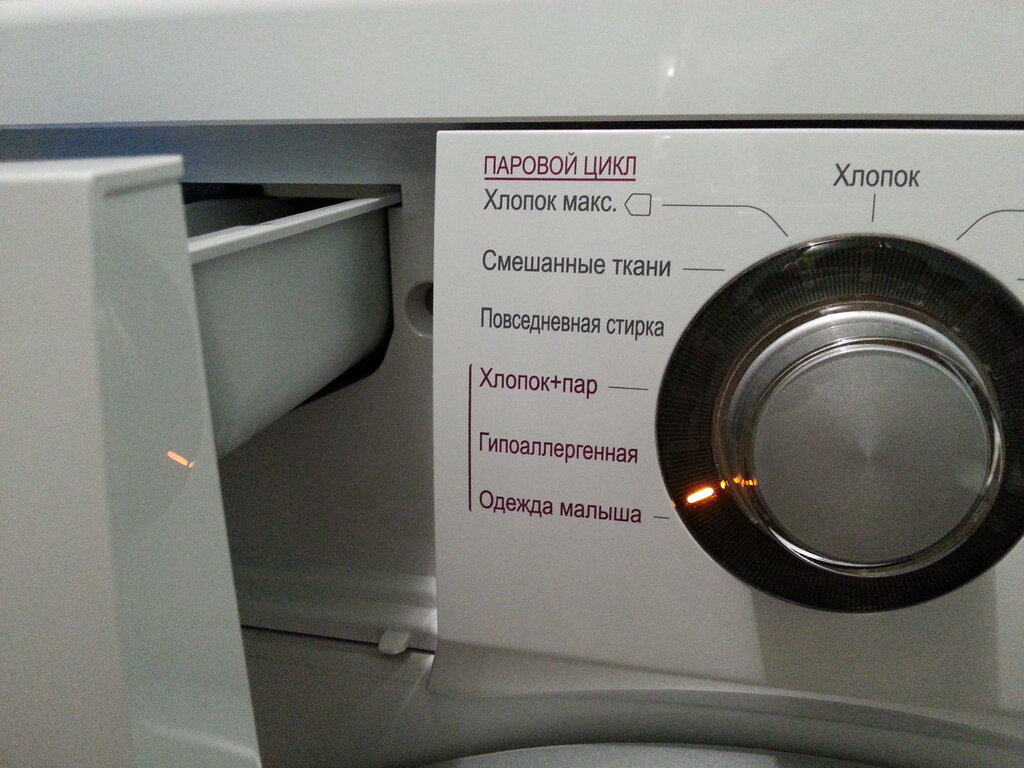 ПАРОВОЙ ЦИКЛ
Хлопок макс.
Хлопок
Смешанные ткани
Повседневная стирка
Хлопок+пар
Гипоаллергенная
Одежда малыша